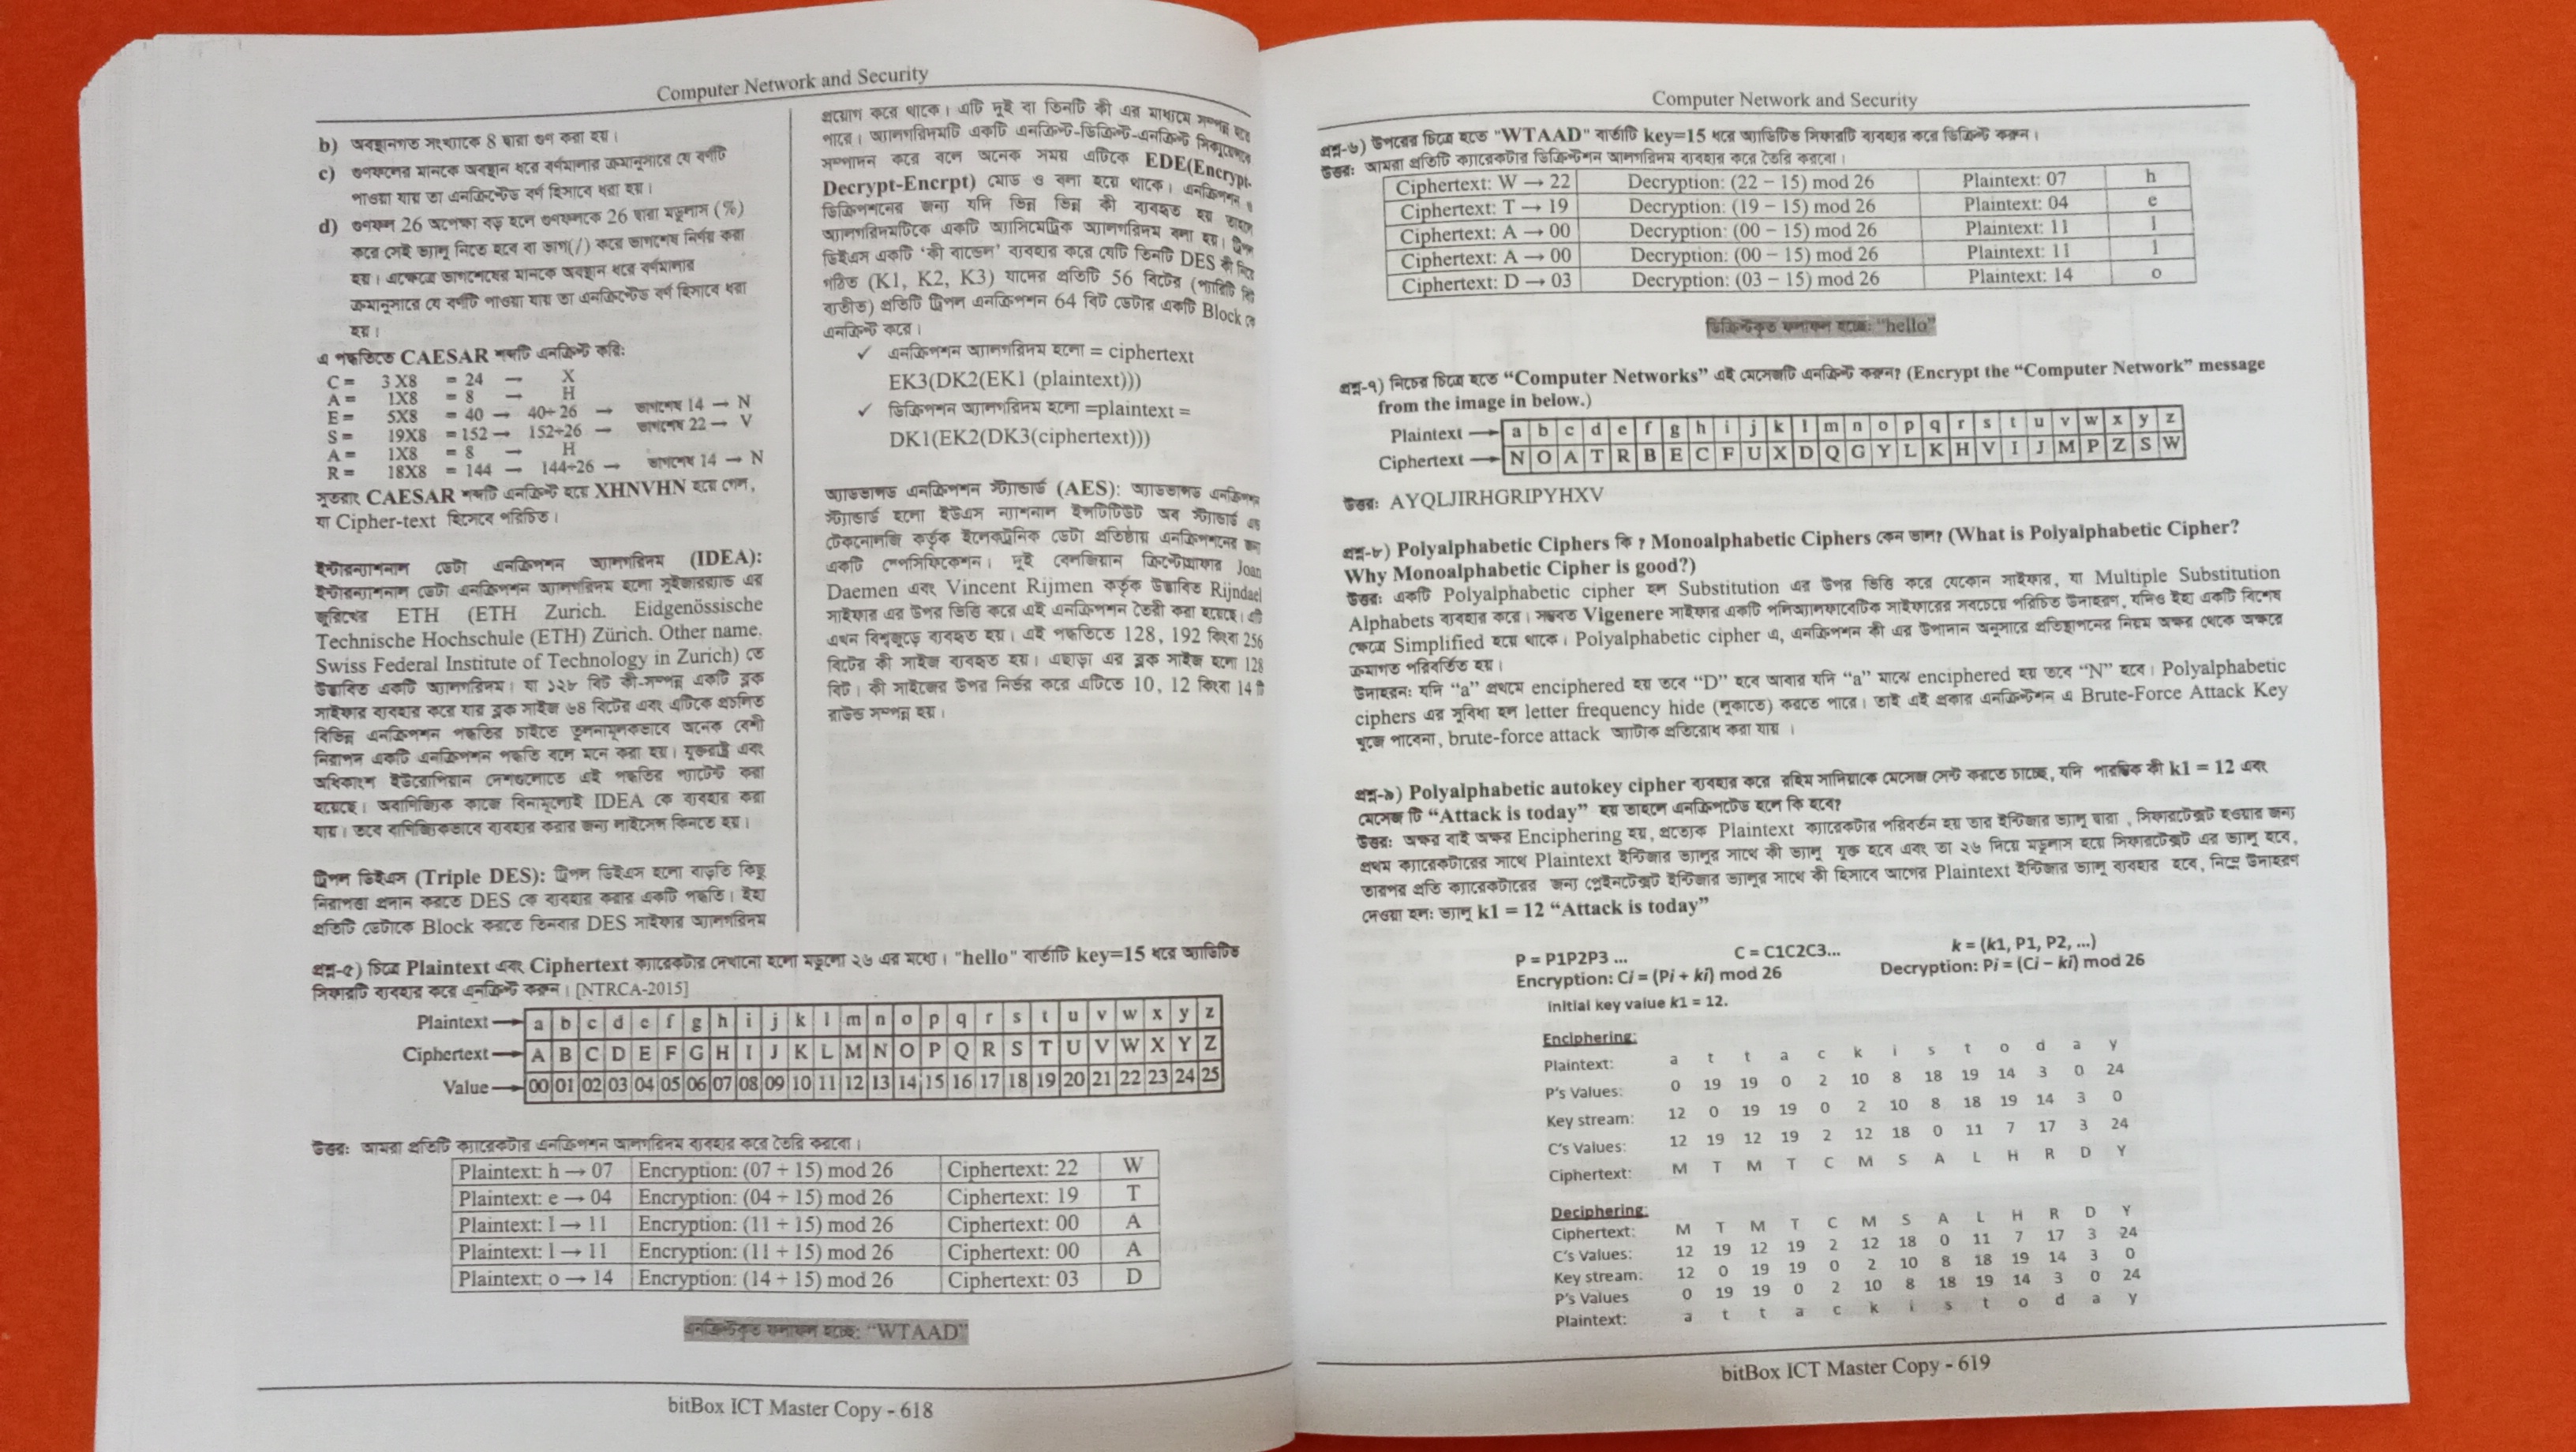 Computer Network and Security
b) অবস্থানগত সংখ্যাকে 8 দ্বারা গুণ করা হয়।
c) গুণফলের মানকে অবস্থান ধরে বর্ণমালার ক্রমানুসারে যে বর্ণটি
পাওয়া যায় তা এনক্রিপ্টেড বর্ণ হিসাবে ধরা হয়।
d) গুণফল 26 অপেক্ষা বড় হলে গুণফলকে 26 দ্বারা মডুলাস (%)
করে সেই ভ্যালু নিতে হবে বা ভাগ(/) করে ভাগশেষ নির্ণয় করা
হয়। এক্ষেত্রে ভাগশেষের মানকে অবস্থান ধরে বর্ণমালার
ক্রমানুসারে যে বর্ণটি পাওয়া যায় তা এনক্রিপ্টেড বর্ণ হিসাবে ধরা
হয়।
এ পদ্ধতিতে CAESAR শব্দটি এনক্রিপ্ট করি:
C = 3 X8 = 24 → X
A = 1X8 = 8 → H
E = 5X8 = 40 → 40÷26 → ভাগশেষ 14 → N
S = 19X8 = 152 → 152÷26 → ভাগশেষ 22 → V
A = 1X8 = 8 → H
R = 18X8 = 144 → 144÷26 → ভাগশেষ 14 → N
সুতরাং CAESAR শব্দটি এনক্রিপ্ট হয়ে XHNVHN হয়ে গেল,
যা Cipher-text হিসেবে পরিচিত।
ইন্টারন্যাশনাল ডেটা এনক্রিপশন অ্যালগরিদম (IDEA):
ইন্টারন্যাশনাল ডেটা এনক্রিপশন অ্যালগরিদম হলো সুইজারল্যান্ড এর
জুরিখের ETH (ETH Zurich. Eidgenössische
Technische Hochschule (ETH) Zürich. Other name,
Swiss Federal Institute of Technology in Zurich) তে
উদ্ভাবিত একটি অ্যালগরিদম। যা ১২৮ বিট কী-সম্পন্ন একটি ব্লক
সাইফার ব্যবহার করে যার ব্লক সাইজ ৬৪ বিটের এবং এটিকে প্রচলিত
বিভিন্ন এনক্রিপশন পদ্ধতির চাইতে তুলনামূলকভাবে অনেক বেশী
নিরাপদ একটি এনক্রিপশন পদ্ধতি বলে মনে করা হয়। যুক্তরাষ্ট্র এবং
অধিকাংশ ইউরোপিয়ান দেশগুলোতে এই পদ্ধতির প্যাটেন্ট করা
হয়েছে। অবাণিজ্যিক কাজে বিনামূল্যেই IDEA কে ব্যবহার করা
যায়। তবে বাণিজ্যিকভাবে ব্যবহার করার জন্য লাইসেন্স কিনতে হয়।
ট্রিপল ডিইএস (Triple DES): ট্রিপল ডিইএস হলো বাড়তি কিছু
নিরাপত্তা প্রদান করতে DES কে ব্যবহার করার একটি পদ্ধতি। ইহা
প্রতিটি ডেটাকে Block করতে তিনবার DES সাইফার অ্যালগরিদম
প্রয়োগ করে থাকে। এটি দুই বা তিনটি কী এর মাধ্যমে সম্পন্ন হতে
পারে। অ্যালগরিদমটি একটি এনক্রিপ্ট-ডিক্রিপ্ট-এনক্রিপ্ট সিকুয়েন্সে
সম্পাদন করে বলে অনেক সময় এটিকে EDE(Encrypt-
Decrypt-Encrpt) মোড ও বলা হয়ে থাকে। এনক্রিপশন ও
ডিক্রিপশনের জন্য যদি ভিন্ন ভিন্ন কী ব্যবহৃত হয় তাহলে
অ্যালগরিদমটিকে একটি অ্যাসিমেট্রিক অ্যালগরিদম বলা হয়। ট্রিপল
ডিইএস একটি ‘কী বান্ডেল’ ব্যবহার করে যেটি তিনটি DES কী নিয়ে
গঠিত (K1, K2, K3) যাদের প্রতিটি 56 বিটের (প্যারিটি বিট
ব্যতীত) প্রতিটি ট্রিপল এনক্রিপশন 64 বিট ডেটার একটি Block কে
এনক্রিপ্ট করে।
✓ এনক্রিপশন অ্যালগরিদম হলো = ciphertext
EK3(DK2(EK1 (plaintext)))
✓ ডিক্রিপশন অ্যালগরিদম হলো =plaintext =
DK1(EK2(DK3(ciphertext)))
অ্যাডভান্সড এনক্রিপশন স্ট্যান্ডার্ড (AES): অ্যাডভান্সড এনক্রিপশন
স্ট্যান্ডার্ড হলো ইউএস ন্যাশনাল ইন্সটিটিউট অব স্ট্যান্ডার্ড এন্ড
টেকনোলজি কর্তৃক ইলেকট্রনিক ডেটা প্রতিষ্ঠায় এনক্রিপশনের জন্য
একটি স্পেসিফিকেশন। দুই বেলজিয়ান ক্রিপ্টোগ্রাফার Joan
Daemen এবং Vincent Rijmen কর্তৃক উদ্ভাবিত Rijndael
সাইফার এর উপর ভিত্তি করে এই এনক্রিপশন তৈরী করা হয়েছে। এটি
এখন বিশ্বজুড়ে ব্যবহৃত হয়। এই পদ্ধতিতে 128, 192 কিংবা 256
বিটের কী সাইজ ব্যবহৃত হয়। এছাড়া এর ব্লক সাইজ হলো 128
বিট। কী সাইজের উপর নির্ভর করে এটিতে 10, 12 কিংবা 14 টি
রাউন্ড সম্পন্ন হয়।
প্রশ্ন-৫) চিত্রে Plaintext এবং Ciphertext ক্যারেকটার দেখানো হলো মডুলো ২৬ এর মধ্যে। "hello" বার্তাটি key=15 ধরে অ্যাডিটিভ
সিফারটি ব্যবহার করে এনক্রিপ্ট করুন। [NTRCA-2015]
Plaintext → a b c d e f g h i j k l m n o p q r s t u v w x y z
Ciphertext → A B C D E F G H I J K L M N O P Q R S T U V W X Y Z
Value → 00 01 02 03 04 05 06 07 08 09 10 11 12 13 14 15 16 17 18 19 20 21 22 23 24 25
উত্তর: আমরা প্রতিটি ক্যারেকটার এনক্রিপশন আলগরিদম ব্যবহার করে তৈরি করবো।
Plaintext: h → 07 Encryption: (07 + 15) mod 26 Ciphertext: 22 W
Plaintext: e → 04 Encryption: (04 + 15) mod 26 Ciphertext: 19 T
Plaintext: l → 11 Encryption: (11 + 15) mod 26 Ciphertext: 00 A
Plaintext: l → 11 Encryption: (11 + 15) mod 26 Ciphertext: 00 A
Plaintext: o → 14 Encryption: (14 + 15) mod 26 Ciphertext: 03 D
এনক্রিপ্টকৃত ফলাফল হচ্ছে: “WTAAD”
bitBox ICT Master Copy - 618
Computer Network and Security
প্রশ্ন-৬) উপরের চিত্রে হতে "WTAAD" বার্তাটি key=15 ধরে অ্যাডিটিভ সিফারটি ব্যবহার করে ডিক্রিপ্ট করুন।
উত্তর: আমরা প্রতিটি ক্যারেকটার ডিক্রিপ্টশন আলগরিদম ব্যবহার করে তৈরি করবো।
Ciphertext: W → 22 Decryption: (22 − 15) mod 26 Plaintext: 07 h
Ciphertext: T → 19 Decryption: (19 − 15) mod 26 Plaintext: 04 e
Ciphertext: A → 00 Decryption: (00 − 15) mod 26 Plaintext: 11 l
Ciphertext: A → 00 Decryption: (00 − 15) mod 26 Plaintext: 11 l
Ciphertext: D → 03 Decryption: (03 − 15) mod 26 Plaintext: 14 o
ডিক্রিপ্টকৃত ফলাফল হচ্ছে: “hello”
প্রশ্ন-৭) নিচের চিত্রে হতে “Computer Networks” এই মেসেজটি এনক্রিপ্ট করুন? (Encrypt the “Computer Network” message
from the image in below.)
Plaintext → a b c d e f g h i j k l m n o p q r s t u v w x y z
Ciphertext → N O A T R B E C F U X D Q G Y L K H V I J M P Z S W
উত্তর: AYQLJIRHGRIPYHXV
প্রশ্ন-৮) Polyalphabetic Ciphers কি ? Monoalphabetic Ciphers কেন ভাল? (What is Polyalphabetic Cipher?
Why Monoalphabetic Cipher is good?)
উত্তর: একটি Polyalphabetic cipher হল Substitution এর উপর ভিত্তি করে যেকোন সাইফার, যা Multiple Substitution
Alphabets ব্যবহার করে। সম্ভবত Vigenere সাইফার একটি পলিঅ্যালফাবেটিক সাইফারের সবচেয়ে পরিচিত উদাহরণ, যদিও ইহা একটি বিশেষ
ক্ষেত্রে Simplified হয়ে থাকে। Polyalphabetic cipher এ, এনক্রিপশন কী এর উপাদান অনুসারে প্রতিস্থাপনের নিয়ম অক্ষর থেকে অক্ষরে
ক্রমাগত পরিবর্তিত হয়।
উদাহরন: যদি “a” প্রথমে enciphered হয় তবে “D” হবে আবার যদি “a” মাঝে enciphered হয় তবে “N” হবে। Polyalphabetic
ciphers এর সুবিধা হল letter frequency hide (লুকাতে) করতে পারে। তাই এই প্রকার এনক্রিপ্টশন এ Brute-Force Attack Key
খুজে পাবেনা, brute-force attack অ্যাটাক প্রতিরোধ করা যায় ।
প্রশ্ন-৯) Polyalphabetic autokey cipher ব্যবহার করে রহিম সানিয়াকে মেসেজ সেন্ট করতে চাচ্ছে, যদি পারম্ভিক কী k1 = 12 এবং
মেসেজ টি “Attack is today” হয় তাহলে এনক্রিপটেড হলে কি হবে?
উত্তর: অক্ষর বাই অক্ষর Enciphering হয়, প্রত্যেক Plaintext ক্যারেকটার পরিবর্তন হয় তার ইন্টিজার ভ্যালু দ্বারা , সিফারটেক্সট হওয়ার জন্য
প্রথম ক্যারেকটারের সাথে Plaintext ইন্টিজার ভ্যালুর সাথে কী ভ্যালু যুক্ত হবে এবং তা ২৬ দিয়ে মডুলাস হয়ে সিফারটেক্সট এর ভ্যালু হবে,
তারপর প্রতি ক্যারেকটারের জন্য প্লেইনটেক্সট ইন্টিজার ভ্যালুর সাথে কী হিসাবে আগের Plaintext ইন্টিজার ভ্যালু ব্যবহার হবে, নিম্নে উদাহরণ
দেওয়া হল: ভ্যালু k1 = 12 “Attack is today”
P = P1P2P3 ... C = C1C2C3... k = (k1, P1, P2, ...)
Encryption: Ci = (Pi + ki) mod 26 Decryption: Pi = (Ci − ki) mod 26
Initial key value k1 = 12.
Enciphering:
Plaintext: a t t a c k i s t o d a y
P's Values: 0 19 19 0 2 10 8 18 19 14 3 0 24
Key stream: 12 0 19 19 0 2 10 8 18 19 14 3 0
C's Values: 12 19 12 19 2 12 18 0 11 7 17 3 24
Ciphertext: M T M T C M S A L H R D Y
Deciphering:
Ciphertext: M T M T C M S A L H R D Y
C's Values: 12 19 12 19 2 12 18 0 11 7 17 3 24
Key stream: 12 0 19 19 0 2 10 8 18 19 14 3 0
P's Values 0 19 19 0 2 10 8 18 19 14 3 0 24
Plaintext: a t t a c k i s t o d a y
bitBox ICT Master Copy - 619